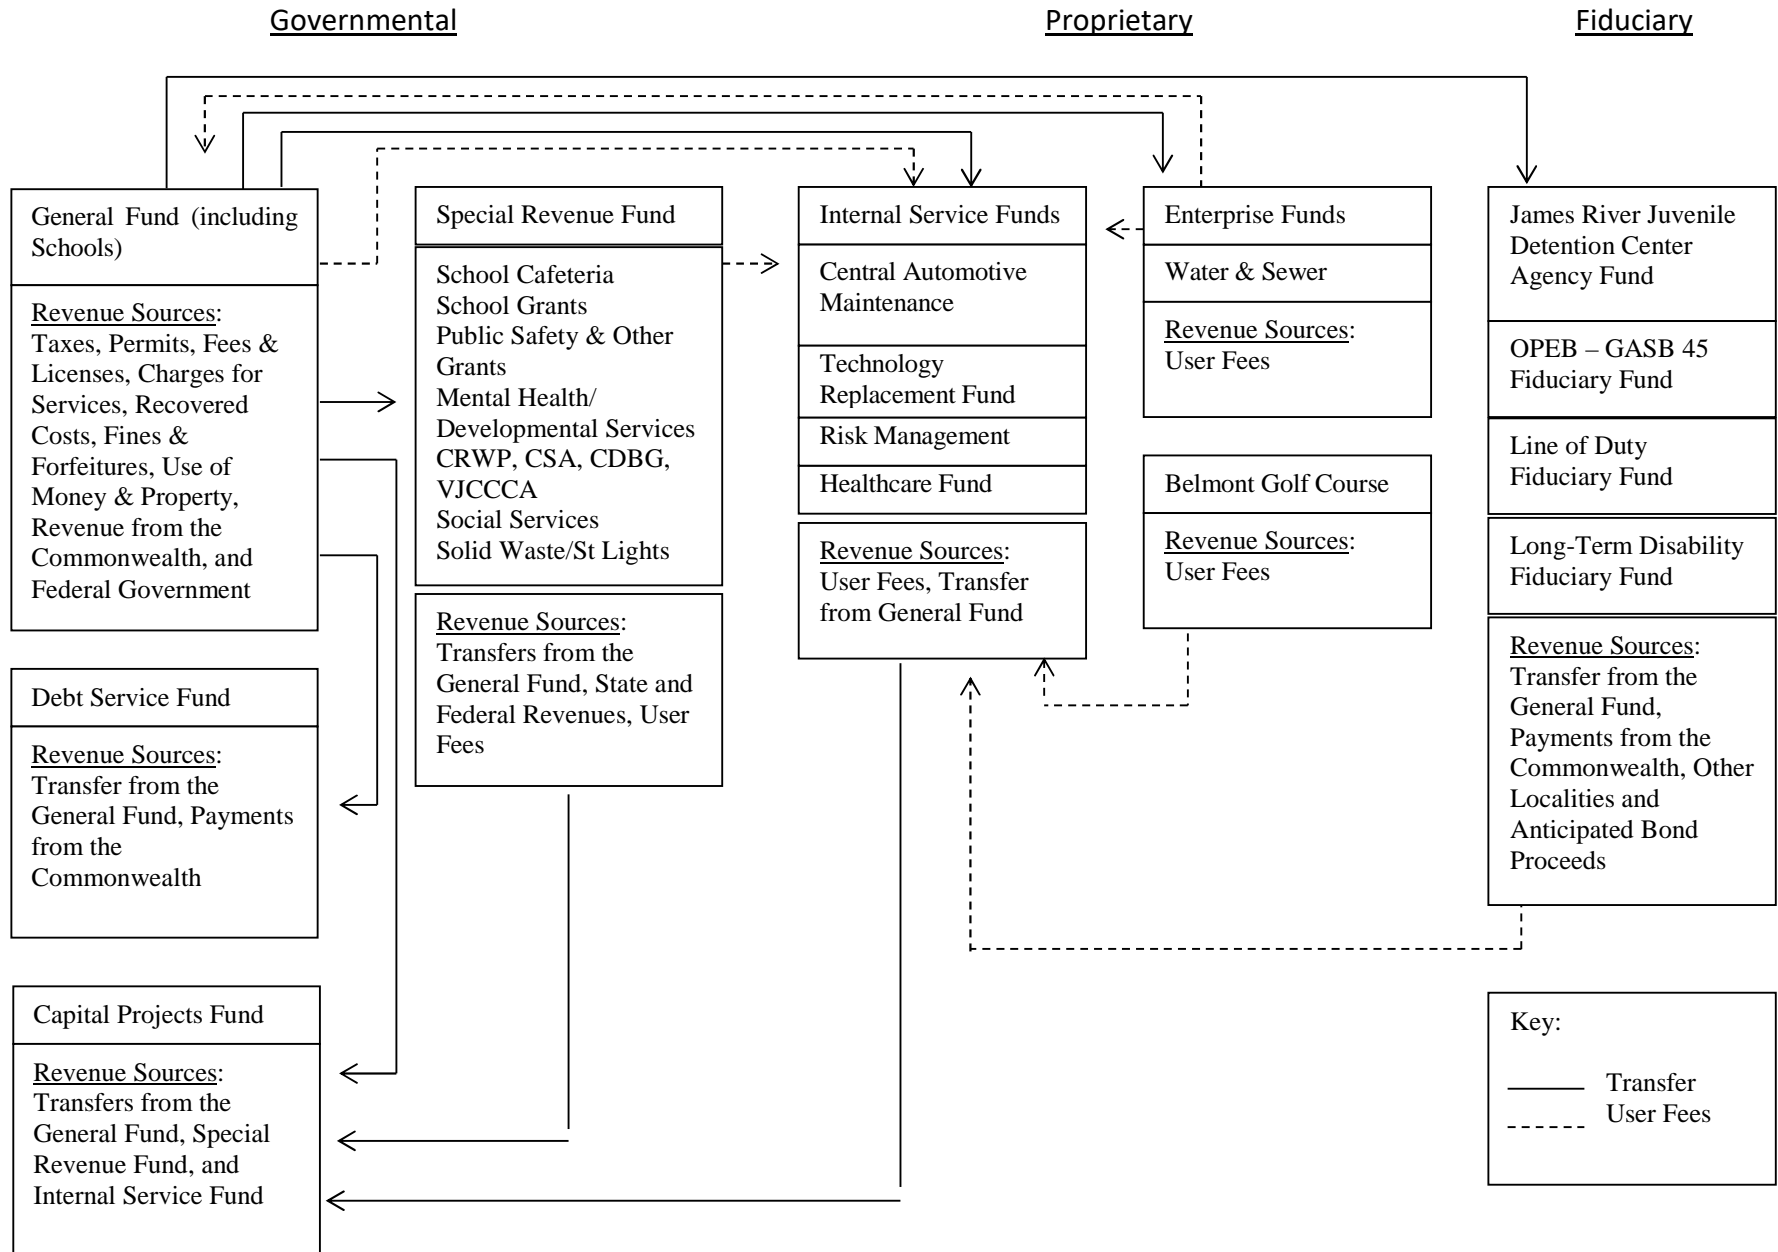 Governmental
Proprietary
Fiduciary
General Fund (including
Schools)
Revenue Sources:
Taxes, Permits, Fees &
Licenses, Charges for
Services, Recovered
Costs, Fines &
Forfeitures, Use of
Money & Property,
Revenue from the
Commonwealth, and
Federal Government
Debt Service Fund
Revenue Sources:
Transfer from the
General Fund, Payments
from the
Commonwealth
Capital Projects Fund
Revenue Sources:
Transfers from the
General Fund, Special
Revenue Fund, and
Internal Service Fund
Special Revenue Fund
School Cafeteria
School Grants
Public Safety & Other
Grants
Mental Health/
Developmental Services
CRWP, CSA, CDBG,
VJCCCA
Social Services
Solid Waste/St Lights
Revenue Sources:
Transfers from the
General Fund, State and
Federal Revenues, User
Fees
Internal Service Funds
Central Automotive
Maintenance
Technology
Replacement Fund
Risk Management
Healthcare Fund
Revenue Sources:
User Fees, Transfer
from General Fund
Enterprise Funds
Water & Sewer
Revenue Sources:
User Fees
Belmont Golf Course
Revenue Sources:
User Fees
James River Juvenile
Detention Center
Agency Fund
OPEB – GASB 45
Fiduciary Fund
Line of Duty
Fiduciary Fund
Long-Term Disability
Fiduciary Fund
Revenue Sources:
Transfer from the
General Fund,
Payments from the
Commonwealth, Other
Localities and
Anticipated Bond
Proceeds
Key:
Transfer
User Fees